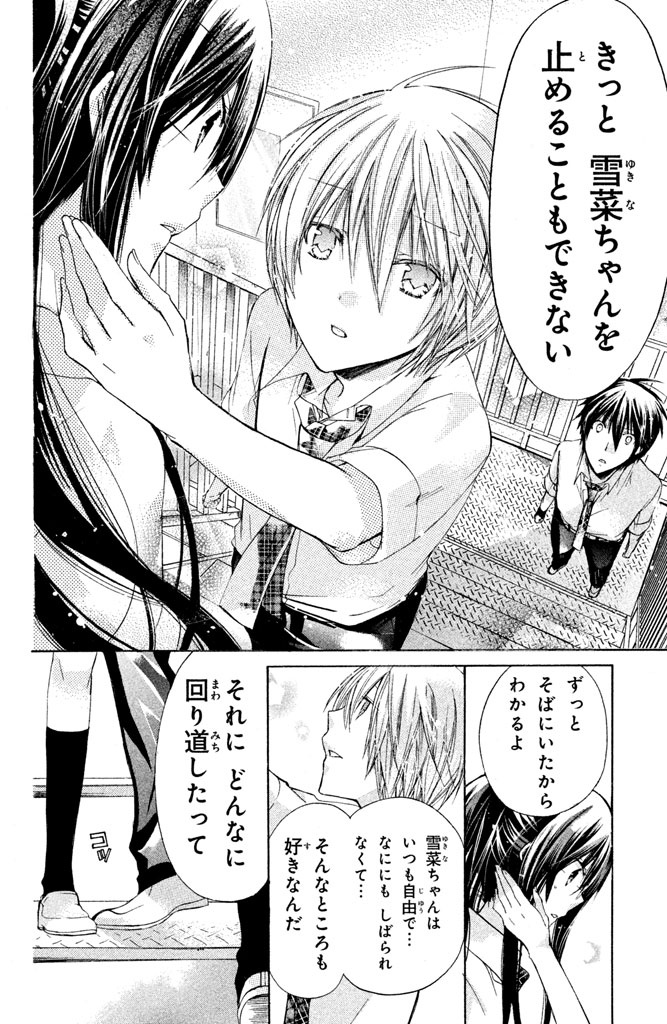 きっと 雪菜ちゃんを
止めることもできない
ずっと
そばにいたから
わかるよ
雪菜ちゃんは
いつも自由で…
なににも しばられ
なくて…
そんなところも
好きなんだ
それに どんなに
回り道したって
コッ